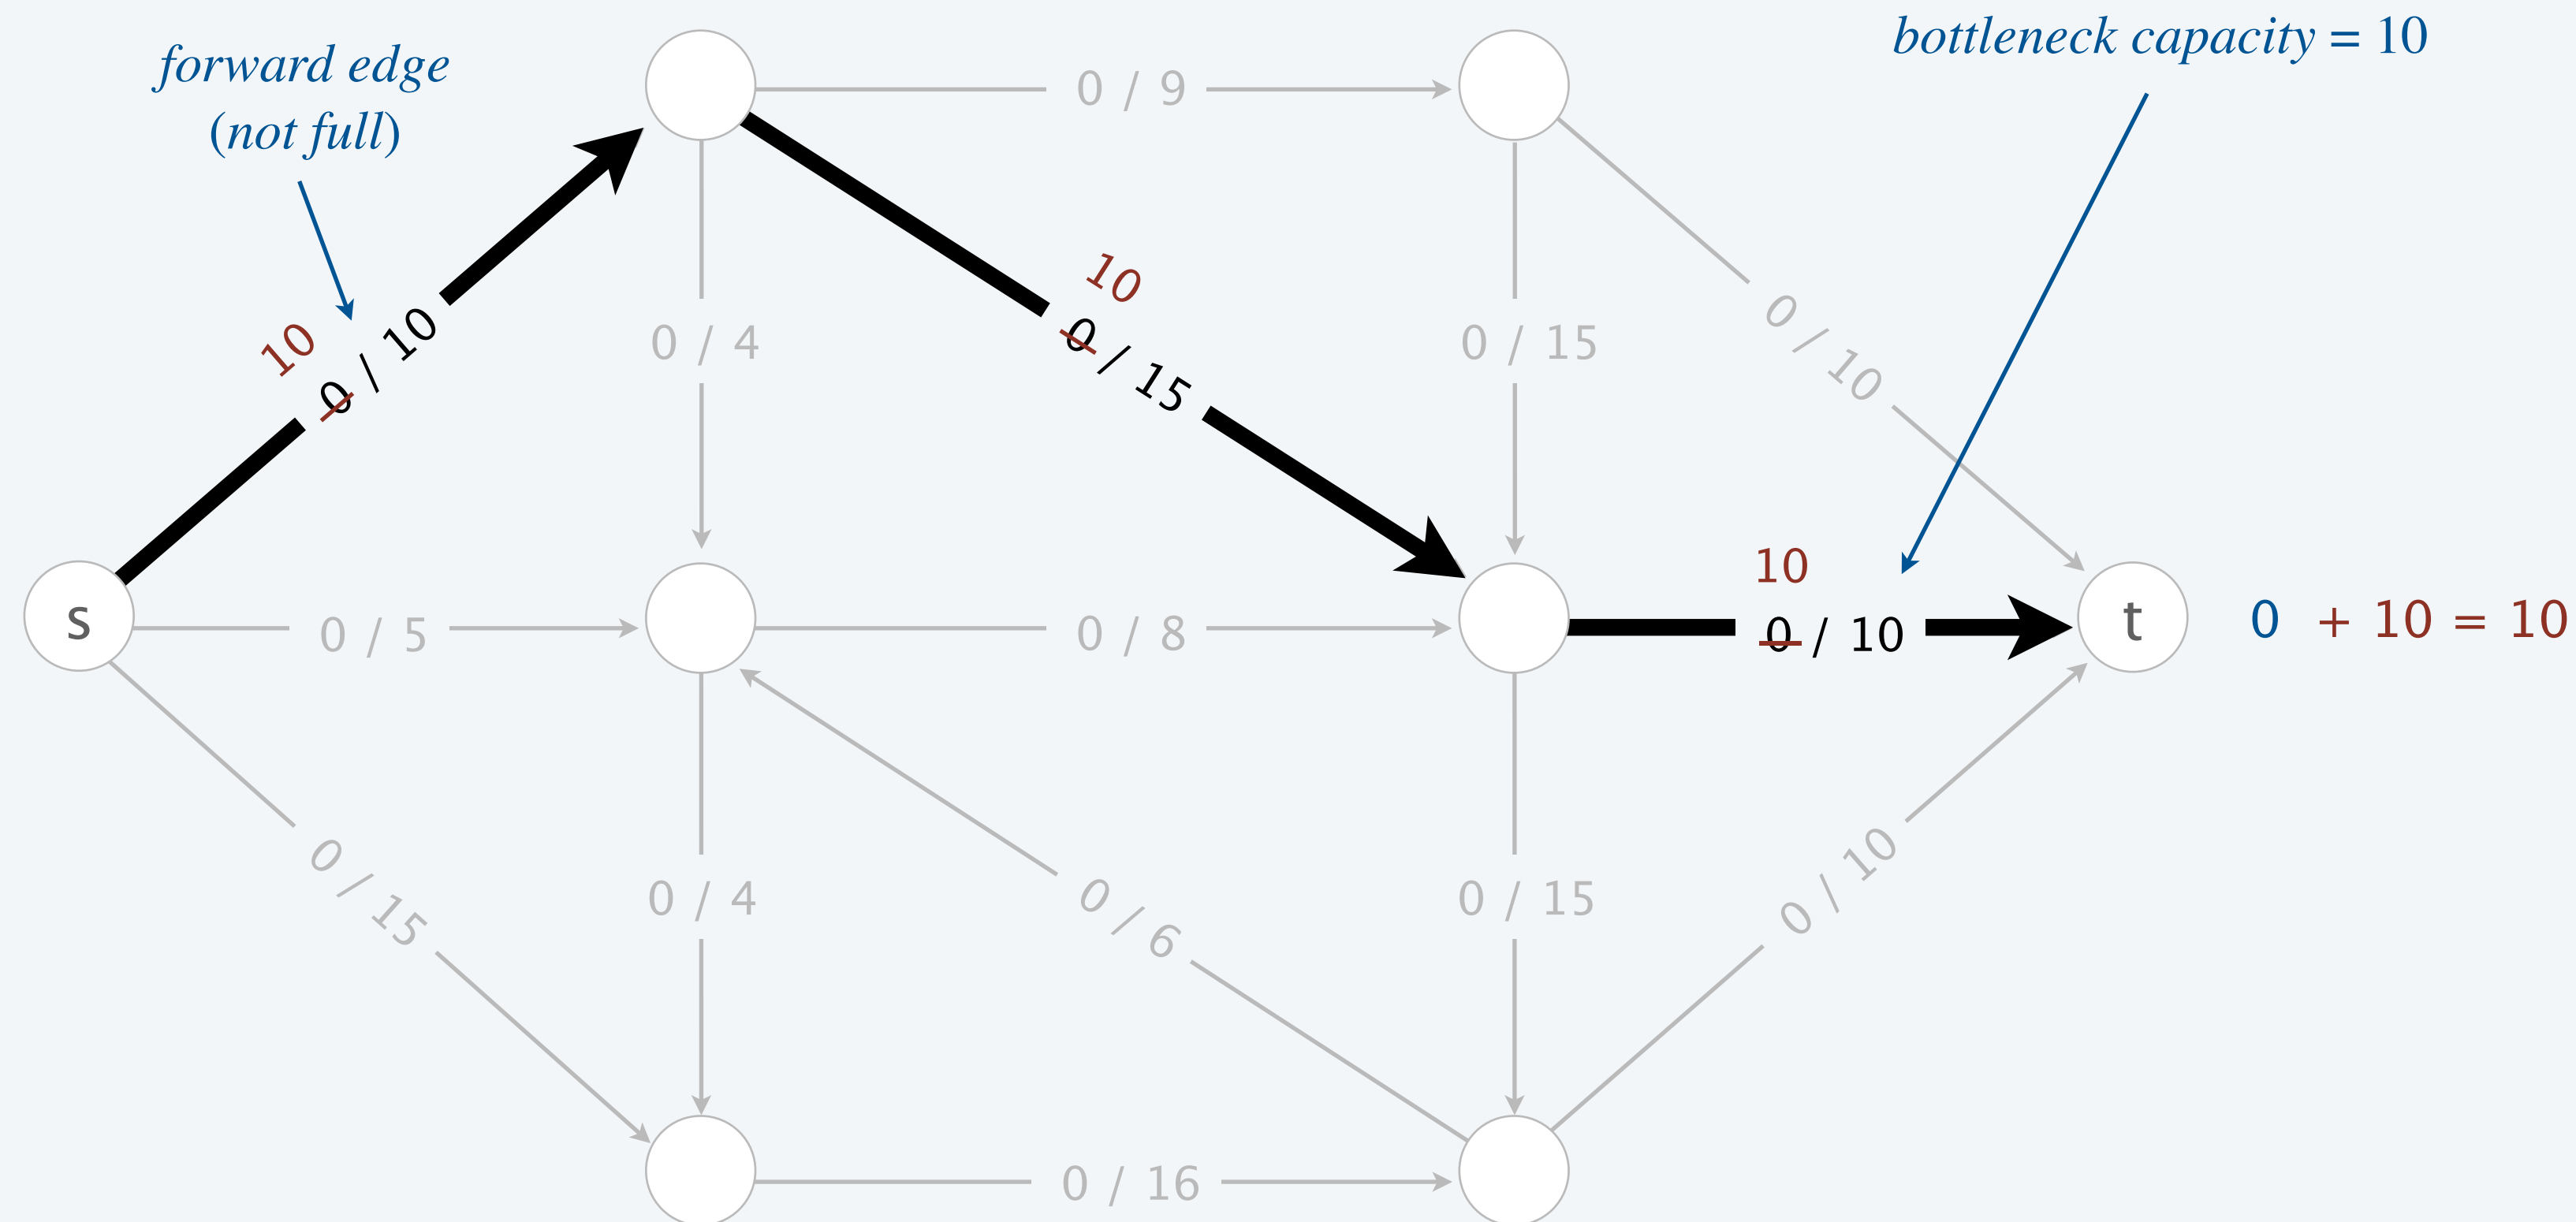 forward edge
(not full)
bottleneck capacity = 10
0 / 9
10
0 / 10
10
0 / 15
0 / 4
0 / 15
0 / 10
s
0 / 5
0 / 8
10
0 / 10
t
0 + 10 = 10
0 / 15
0 / 4
0 / 6
0 / 15
0 / 10
0 / 16